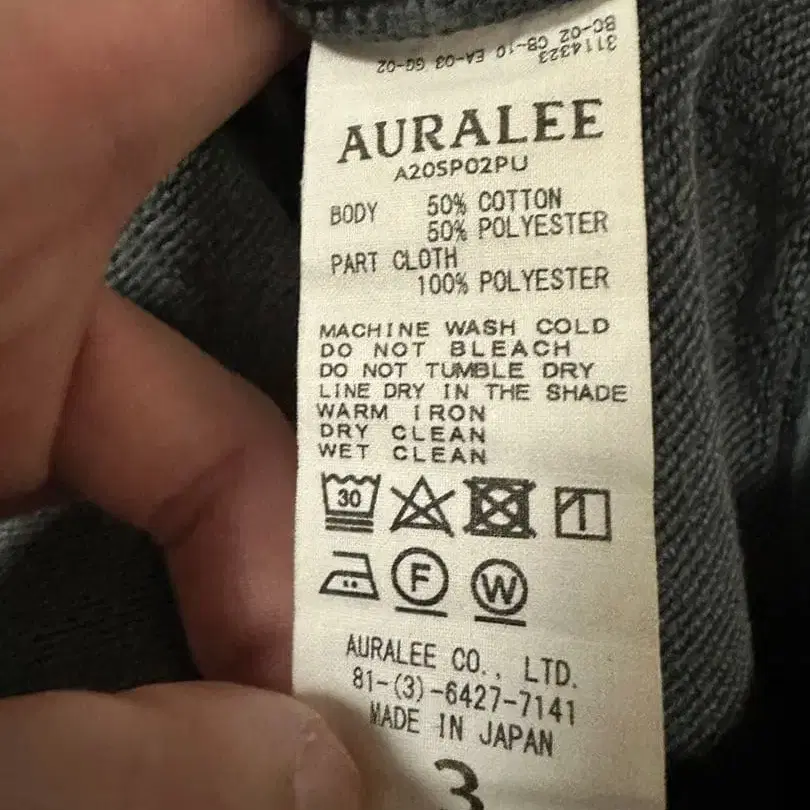 3114323
BC-02 CB-10 EA-03 GG-02
AURALEE
A20SP02PU
BODY 50% COTTON
50% POLYESTER
PART CLOTH
100% POLYESTER
MACHINE WASH COLD
DO NOT BLEACH
DO NOT TUMBLE DRY
LINE DRY IN THE SHADE
WARM IRON
DRY CLEAN
WET CLEAN
30
F W
AURALEE CO., LTD.
81-(3)-6427-7141
MADE IN JAPAN
3